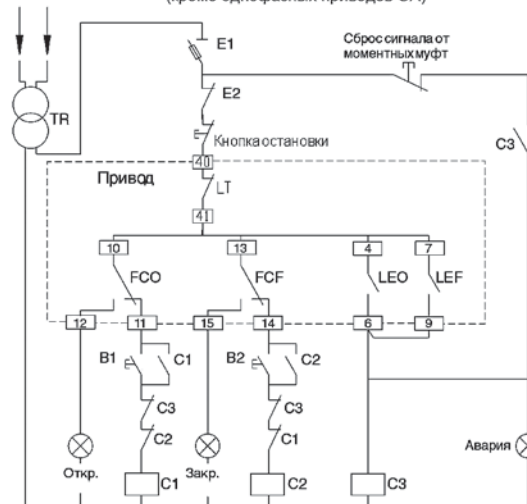 (кроме однофазных приводов ЗА)
E1
Сброс сигнала от
моментных муфт
TR
E2
Кнопка остановки
C3
40
Привод
LT
41
10
13
4
7
FCO
FCF
LEO
LEF
12
11
15
14
6
9
B1
C1
B2
C2
C3
C3
C2
C1
Авария
Откр.
C1
Закр.
C2
C3